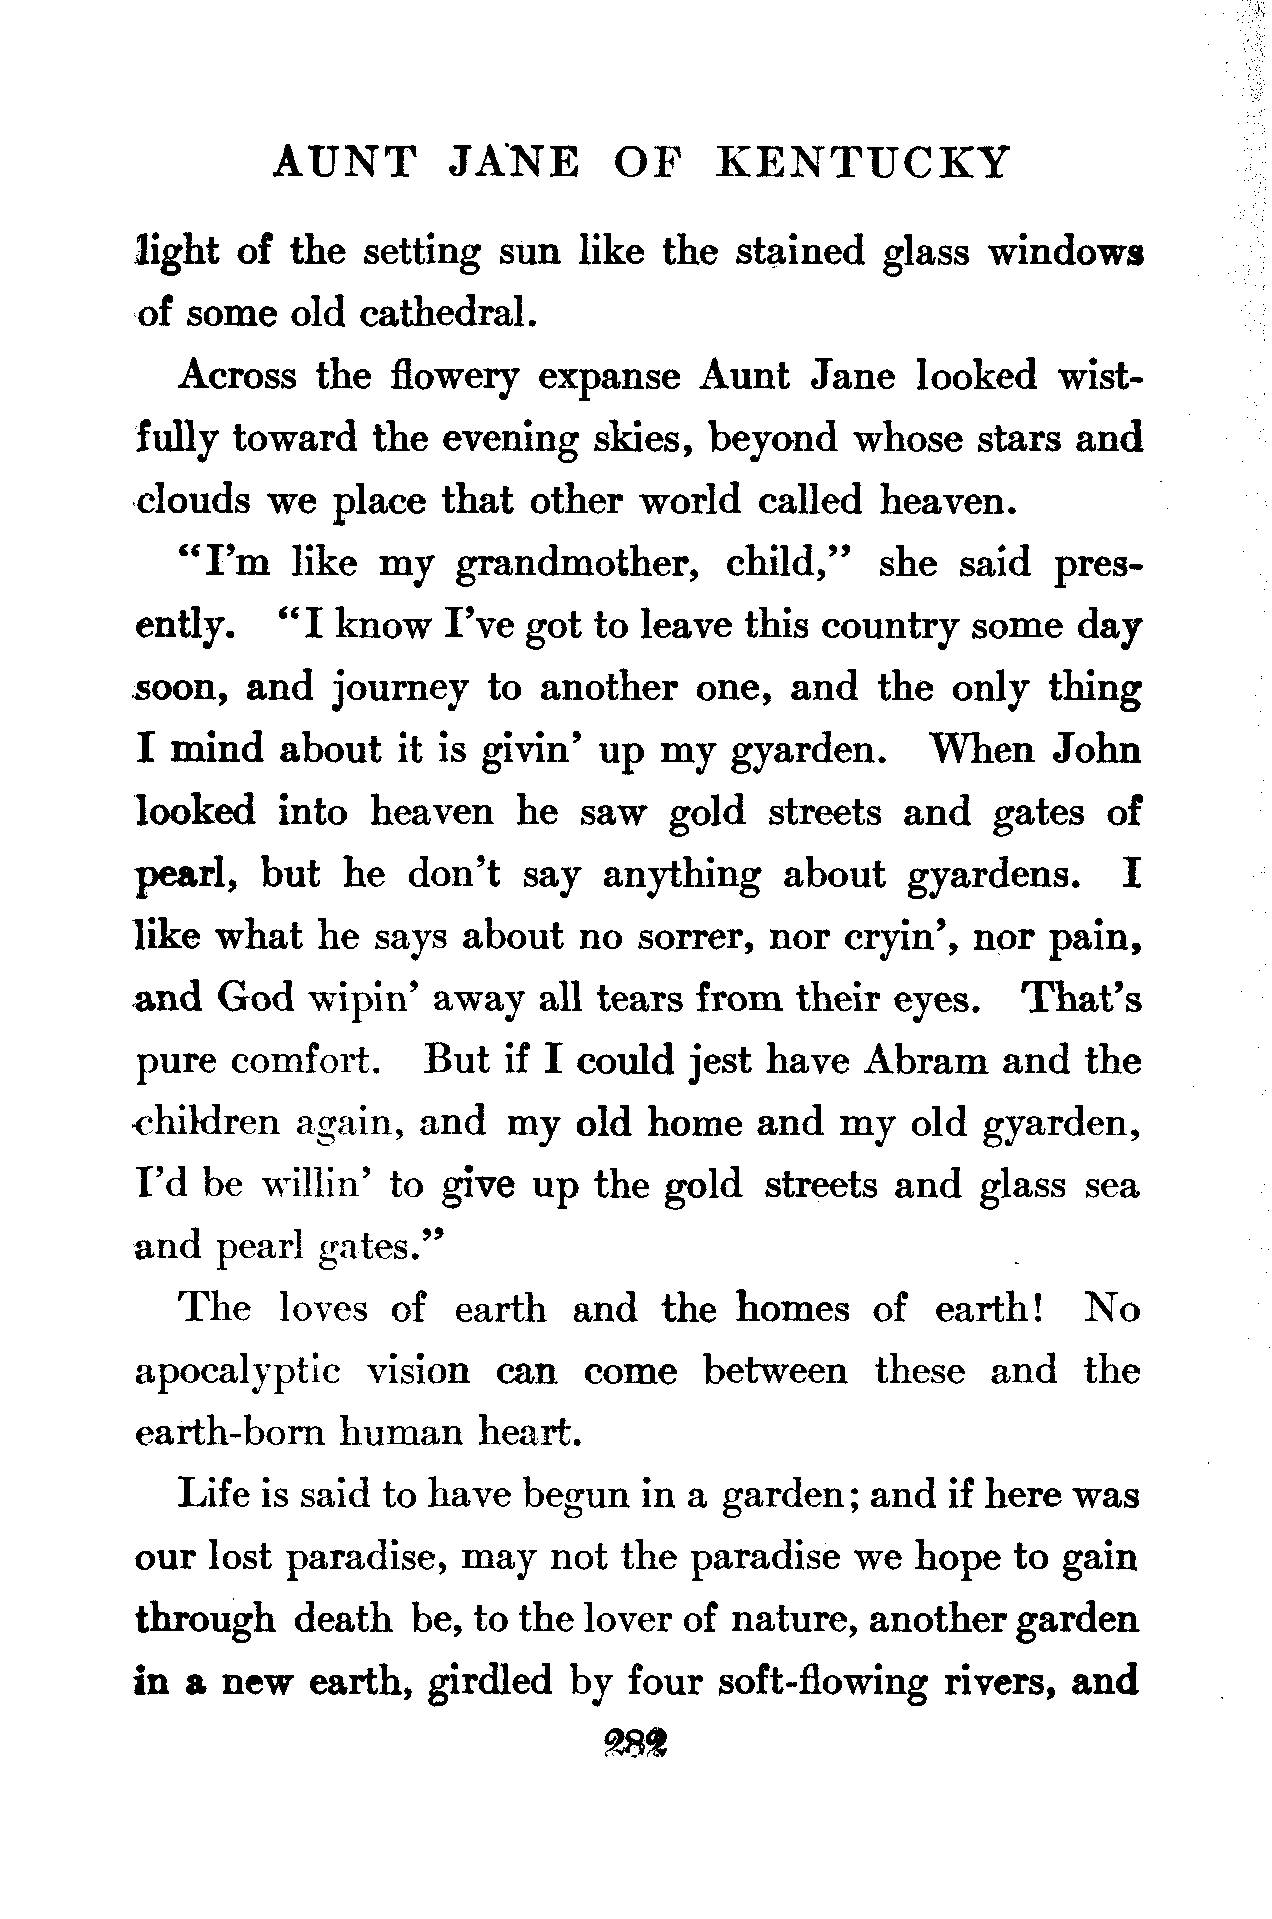 AUNT JANE OF KENTUCKY
light of the setting sun like the stained glass windows
of some old cathedral.
Across the flowery expanse Aunt Jane looked wist-
fully toward the evening skies, beyond whose stars and
clouds we place that other world called heaven.
"I'm like my grandmother, child," she said pres-
ently. "I know I've got to leave this country some day
soon, and journey to another one, and the only thing
I mind about it is givin' up my gyarden. When John
looked into heaven he saw gold streets and gates of
pearl, but he don't say anything about gyardens. I
like what he says about no sorrer, nor cryin', nor pain,
and God wipin' away all tears from their eyes. That's
pure comfort. But if I could jest have Abram and the
children again, and my old home and my old gyarden,
I'd be willin' to give up the gold streets and glass sea
and pearl gates."
The loves of earth and the homes of earth! No
apocalyptic vision can come between these and the
earth-born human heart.
Life is said to have begun in a garden; and if here was
our lost paradise, may not the paradise we hope to gain
through death be, to the lover of nature, another garden
in a new earth, girdled by four soft-flowing rivers, and
282